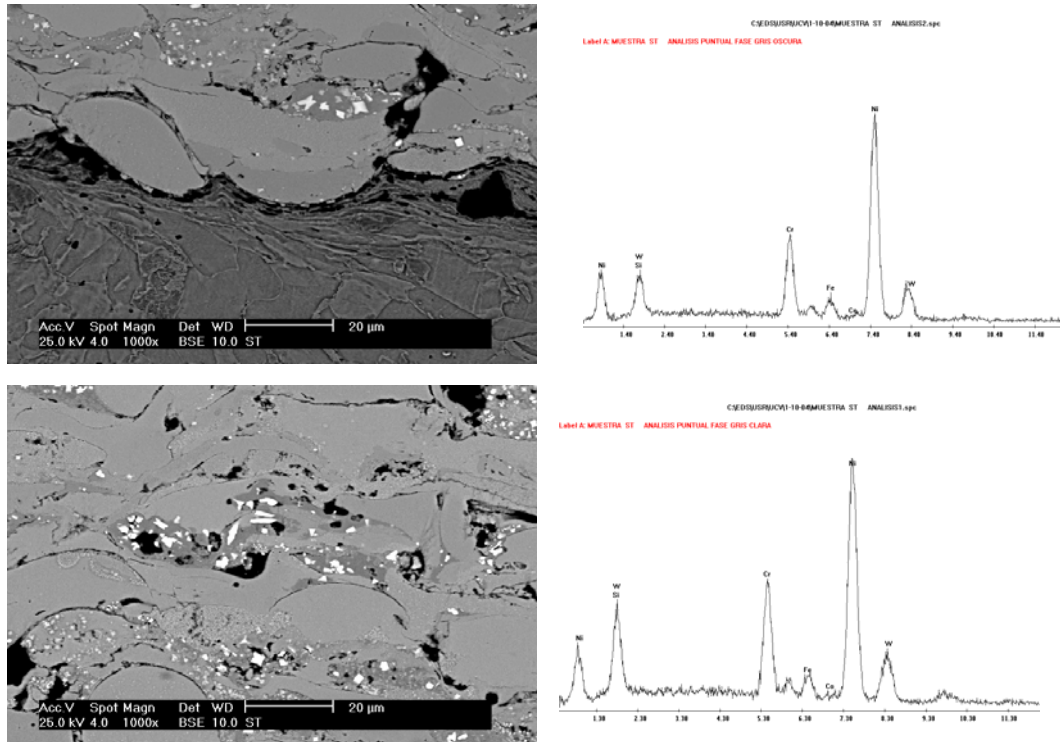 Acc.V Spot Magn Det WD 20 µm
25.0 kV 4.0 1000x BSE 10.0 ST
C:\EDS\USR\UCV\1-10-04\MUESTRA ST ANALISIS2.spc
Label A: MUESTRA ST ANALISIS PUNTUAL FASE GRIS OSCURA
Ni
W
Si
Cr
Fe
Co
Ni
W
1.40 2.40 3.40 4.40 5.40 6.40 7.40 8.40 9.40 10.40 11.40
Acc.V Spot Magn Det WD 20 µm
25.0 kV 4.0 1000x BSE 10.0 ST
C:\EDS\USR\UCV\1-10-04\MUESTRA ST ANALISIS1.spc
Label A: MUESTRA ST ANALISIS PUNTUAL FASE GRIS CLARA
Ni
W
Si
Cr
Fe
Co
Ni
W
1.30 2.30 3.30 4.30 5.30 6.30 7.30 8.30 9.30 10.30 11.30